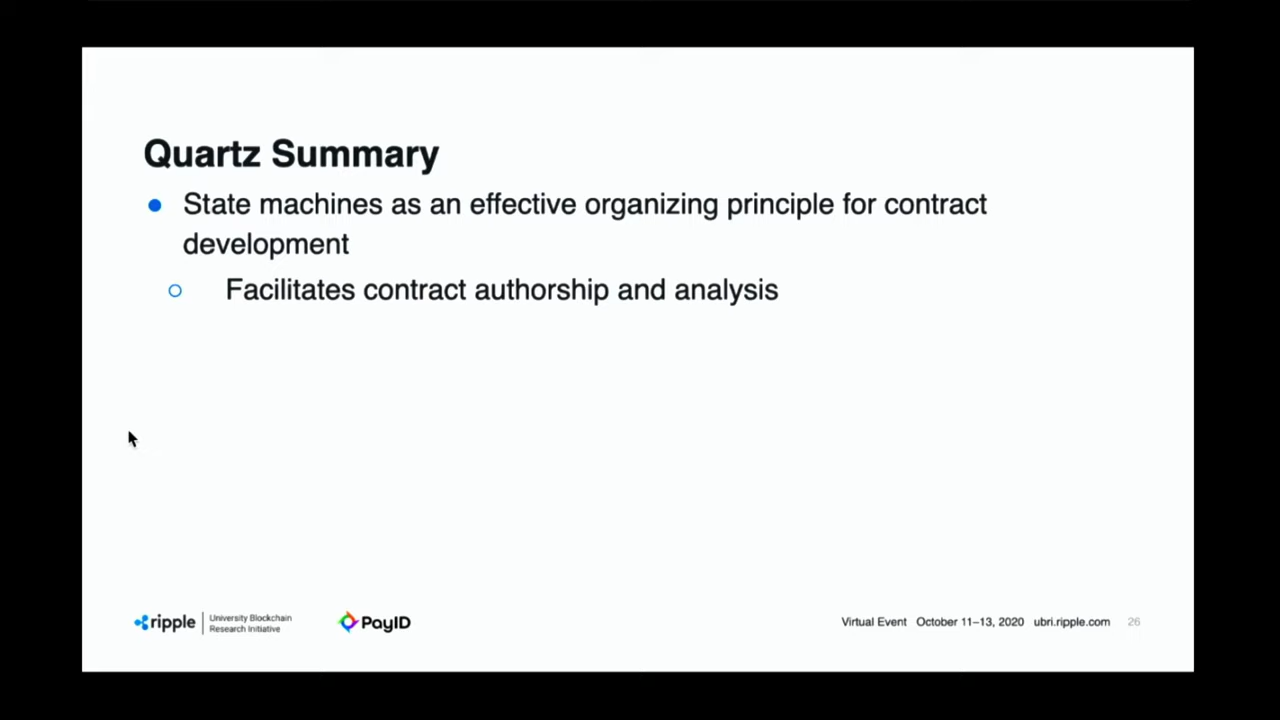 Quartz Summary
State machines as an effective organizing principle for contract
development
Facilitates contract authorship and analysis
ripple
University Blockchain
Research Initiative
PayID
Virtual Event October 11–13, 2020 ubri.ripple.com 26